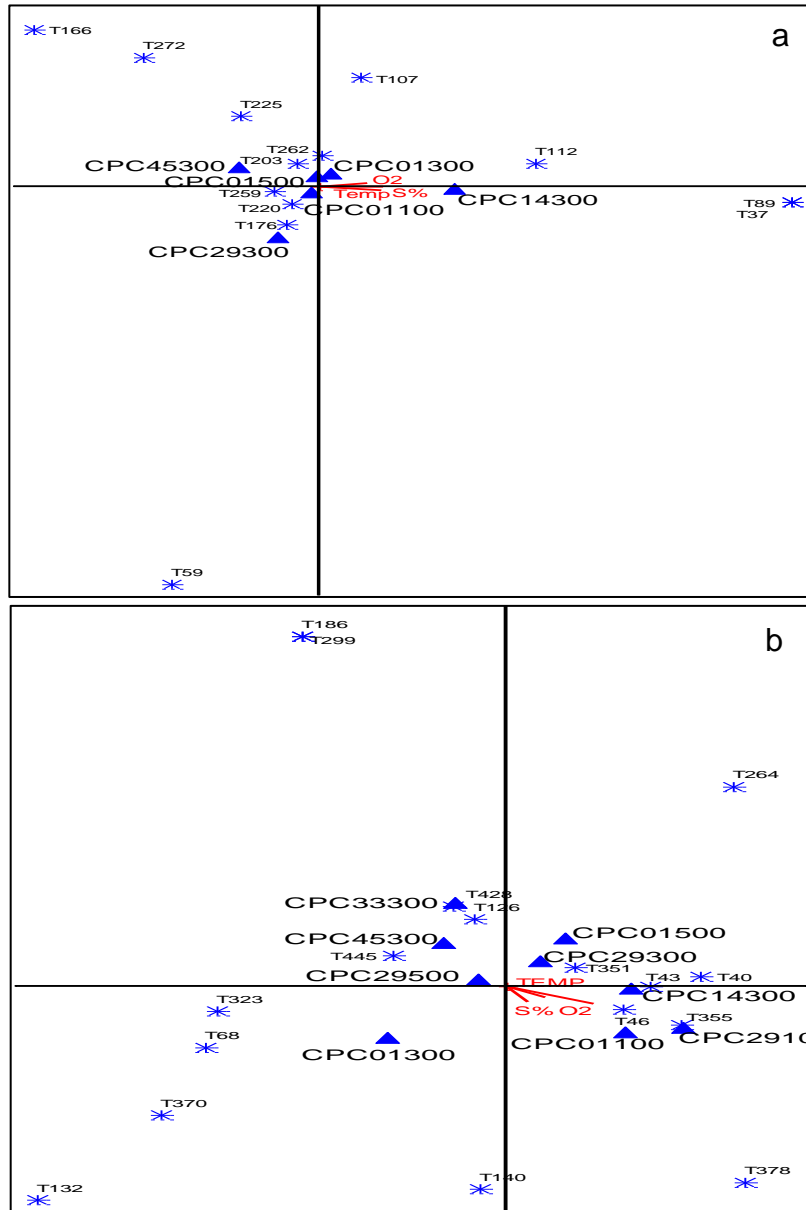 a
T166
T272
T107
T225
T262
T112
CPC45300
T203
CPC01300
CPC01500
O2
T259
Temp
S%
CPC14300
T220
CPC01100
T89
T37
T176
CPC29300
T59
b
T186
T299
T264
CPC33300
T428
T126
CPC45300
CPC01500
T445
CPC29300
T351
CPC29500
TEMP
T43
T40
CPC14300
T323
S%
O2
T46
T355
T68
CPC01300
CPC01100
CPC2910
T370
T132
T140
T378